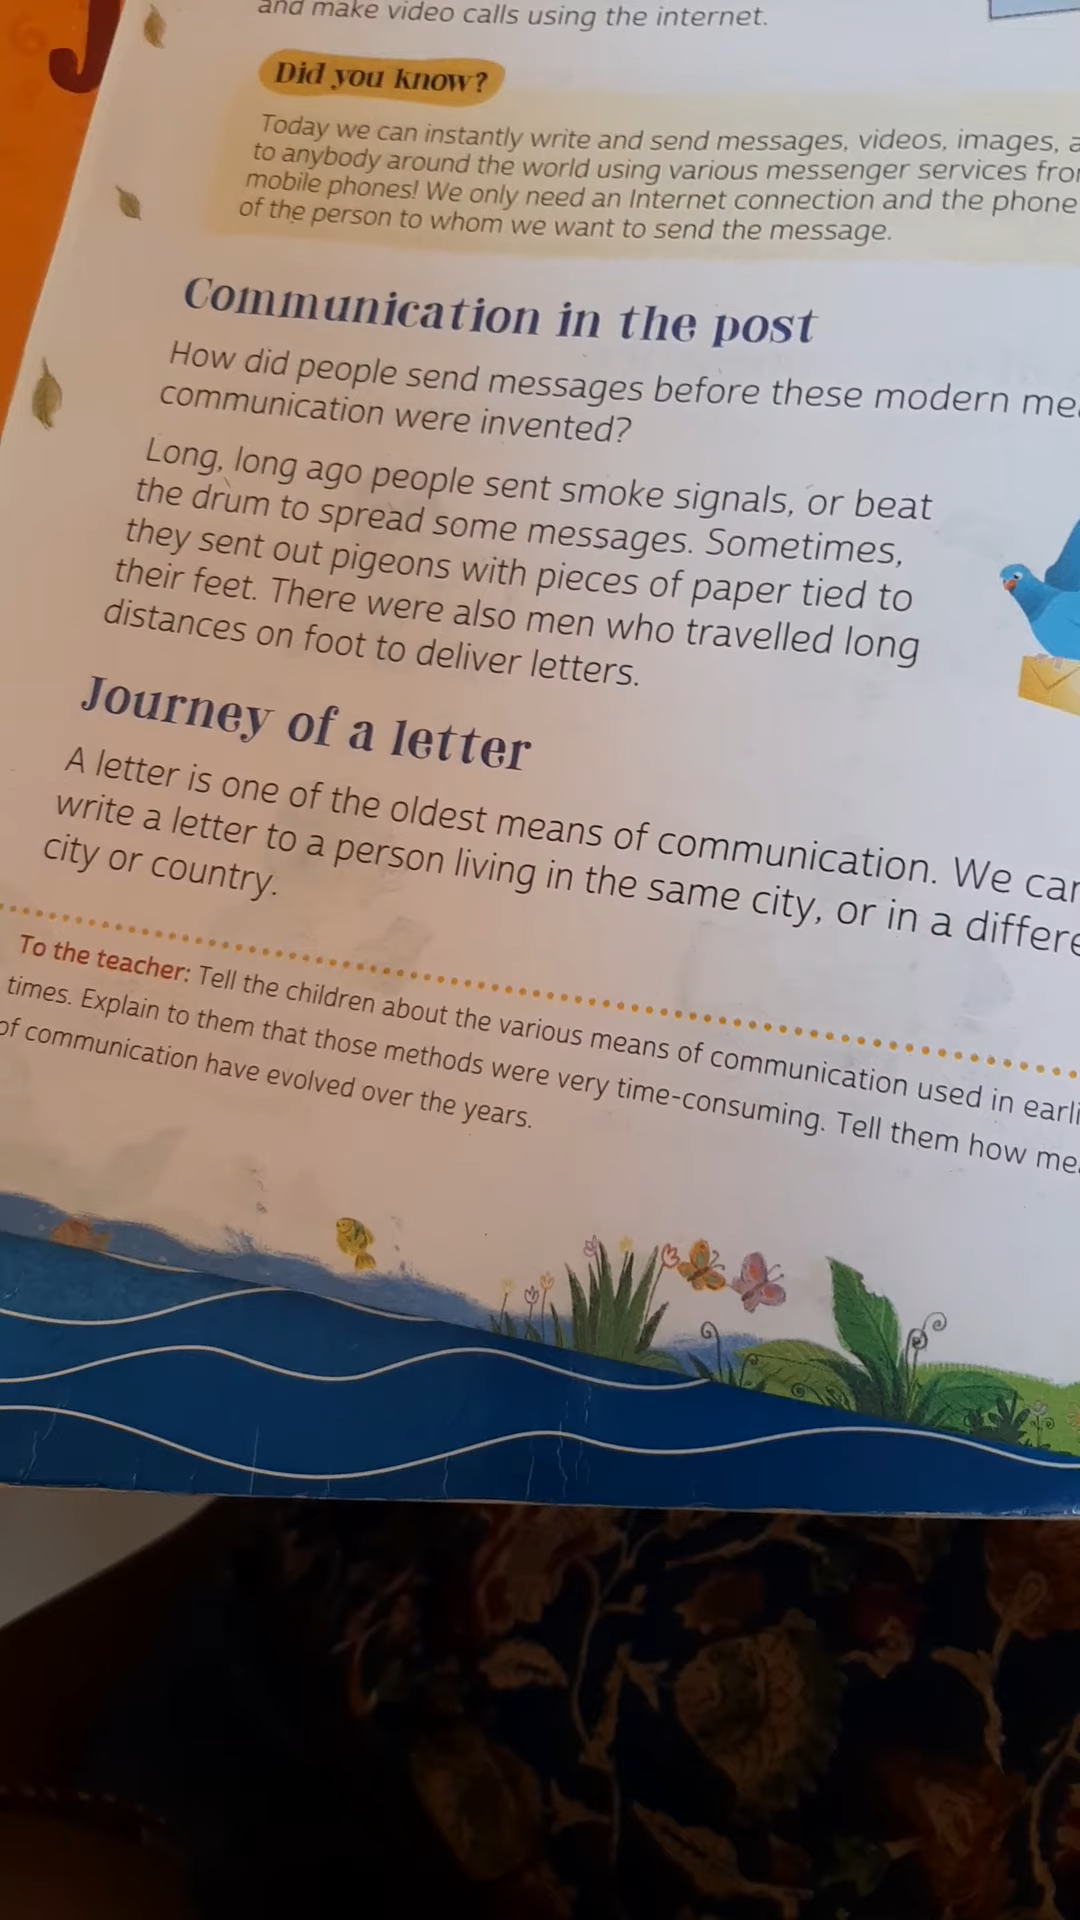 and make video calls using the internet.
Did you know?
Today we can instantly write and send messages, videos, images,
to anybody around the world using various messenger services
mobile phones! We only need an Internet connection and the phone
of the person to whom we want to send the message.
Communication in the post
How did people send messages before these modern
communication were invented?
Long, long ago people sent smoke signals, or beat
the drum to spread some messages. Sometimes,
they sent out pigeons with pieces of paper tied to
their feet. There were also men who travelled long
distances on foot to deliver letters.
Journey of a letter
A letter is one of the oldest means of communication. We
write a letter to a person living in the same city, or in a
city or country.
To the teacher: Tell the children about the various means of communication used in
times. Explain to them that those methods were very time-consuming. Tell them how
of communication have evolved over the years.